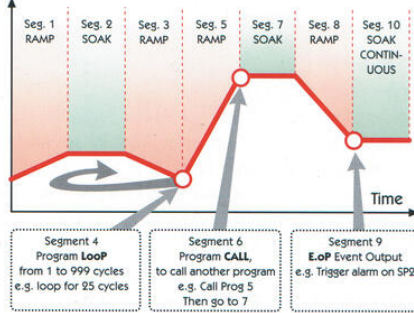 Seg. 1
RAMP
Seg. 2
SOAK
Seg. 3
RAMP
Seg. 5
RAMP
Seg. 7
SOAK
Seg. 8
RAMP
Seg. 10
SOAK
CONTIN-
UOUS
Time
Segment 4
Program LooP
from 1 to 999 cycles
e.g. loop for 25 cycles
Segment 6
Program CALL,
to call another program
e.g. Call Prog 5
Then go to 7
Segment 9
E.oP Event Output
e.g. Trigger alarm on SP2